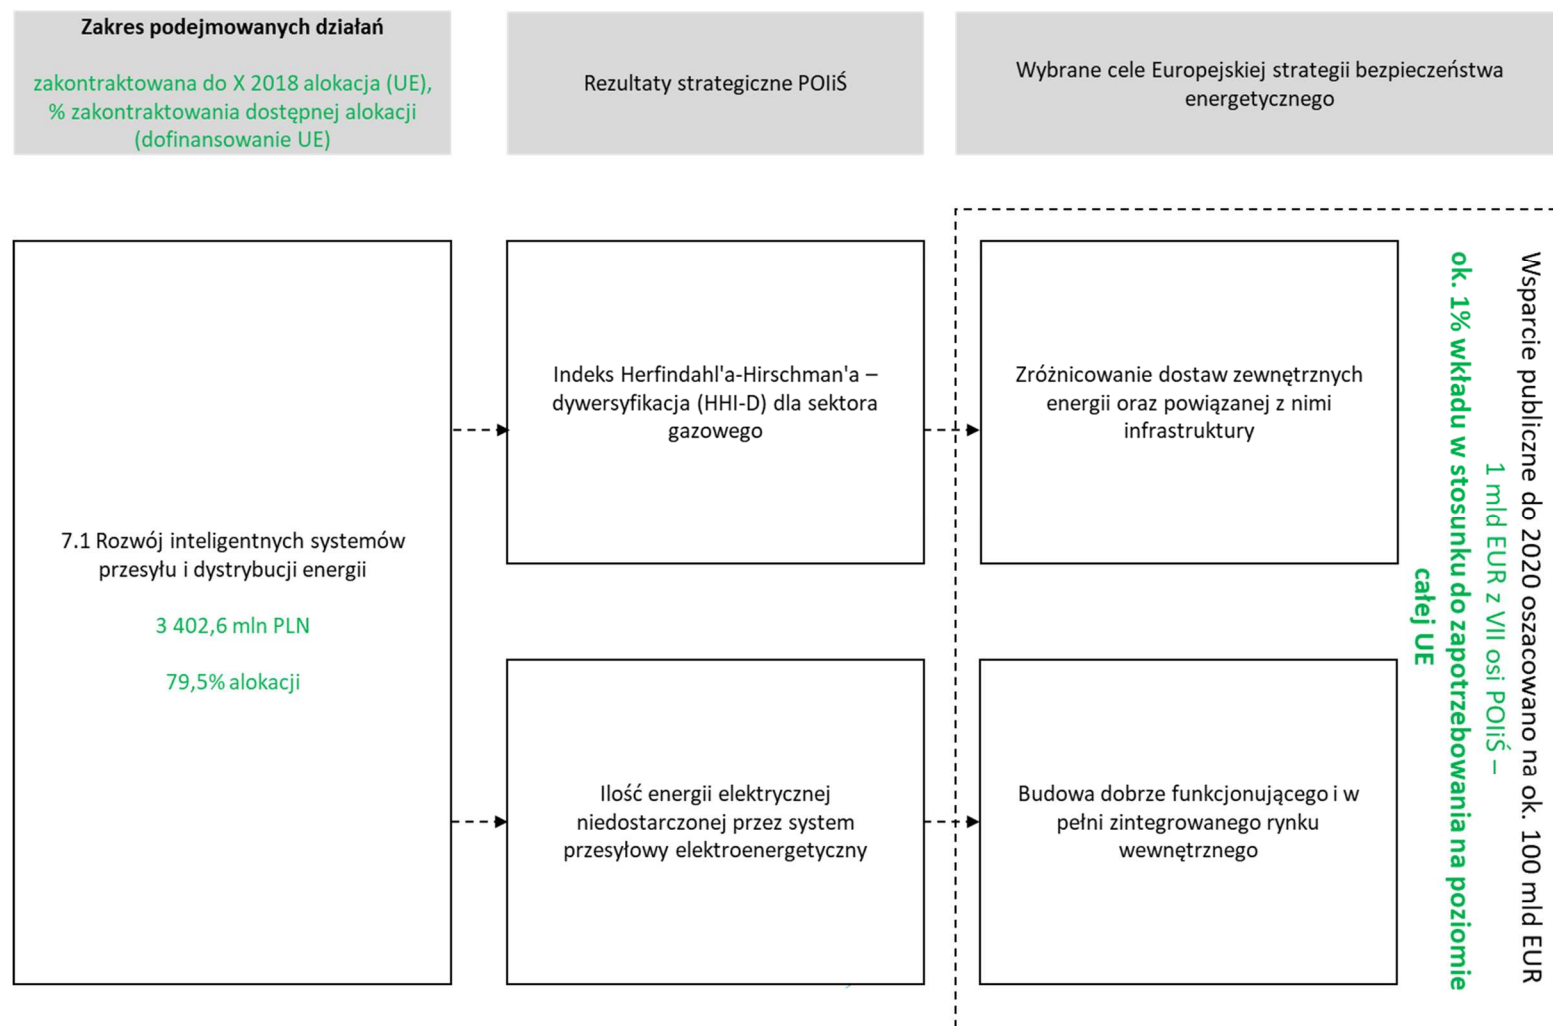 Zakres podejmowanych działań
zakontraktowana do X 2018 alokacja (UE),
% zakontraktowania dostępnej alokacji
(dofinansowanie UE)
Rezultaty strategiczne POIiŚ
Wybrane cele Europejskiej strategii bezpieczeństwa
energetycznego
7.1 Rozwój inteligentnych systemów
przesyłu i dystrybucji energii
3 402,6 mln PLN
79,5% alokacji
Indeks Herfindahl'a-Hirschman'a –
dywersyfikacja (HHI-D) dla sektora
gazowego
Zróżnicowanie dostaw zewnętrznych
energii oraz powiązanej z nimi
infrastruktury
Ilość energii elektrycznej
niedostarczonej przez system
przesyłowy elektroenergetyczny
Budowa dobrze funkcjonującego i w
pełni zintegrowanego rynku
wewnętrznego
Wsparcie publiczne do 2020 oszacowano na ok. 100 mld EUR
1 mld EUR z VII osi POIiŚ –
ok. 1% wkładu w stosunku do zapotrzebowania na poziomie
całej UE